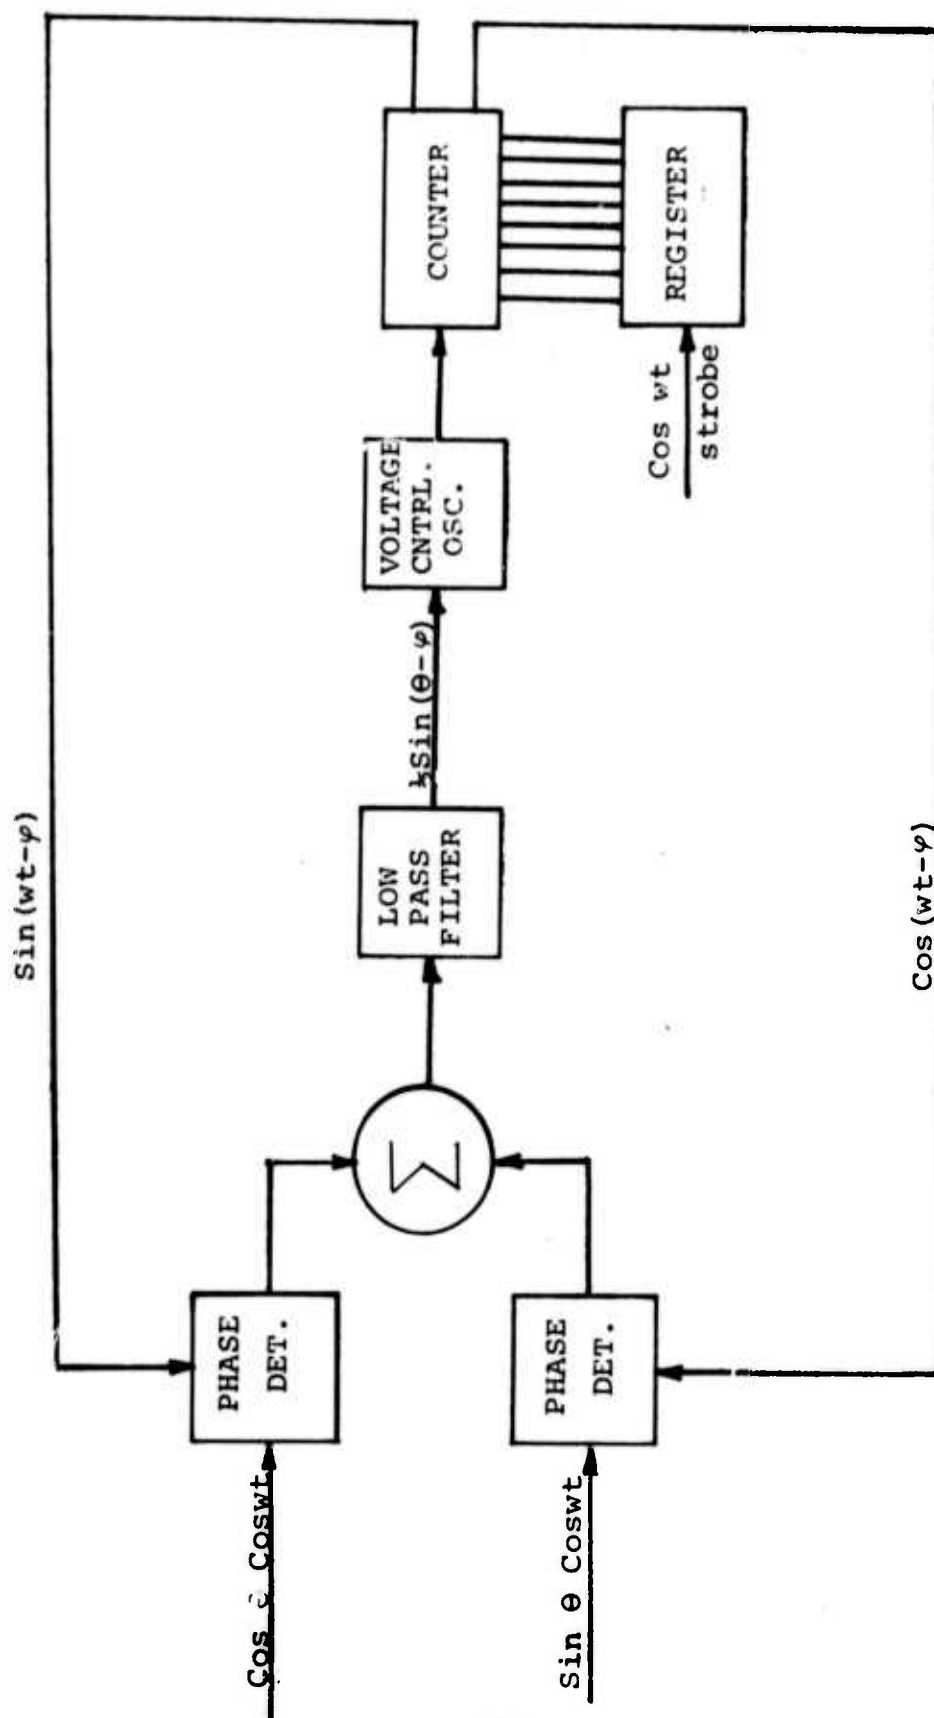 Sin(wt-φ)
Cos Coswt
PHASE
DET.
Sin θ Coswt
PHASE
DET.
Σ
LOW
PASS
FILTER
½Sin(θ-φ)
VOLTAGE
CNTRL.
OSC.
COUNTER
REGISTER
Cos wt
strobe
Cos(wt-φ)